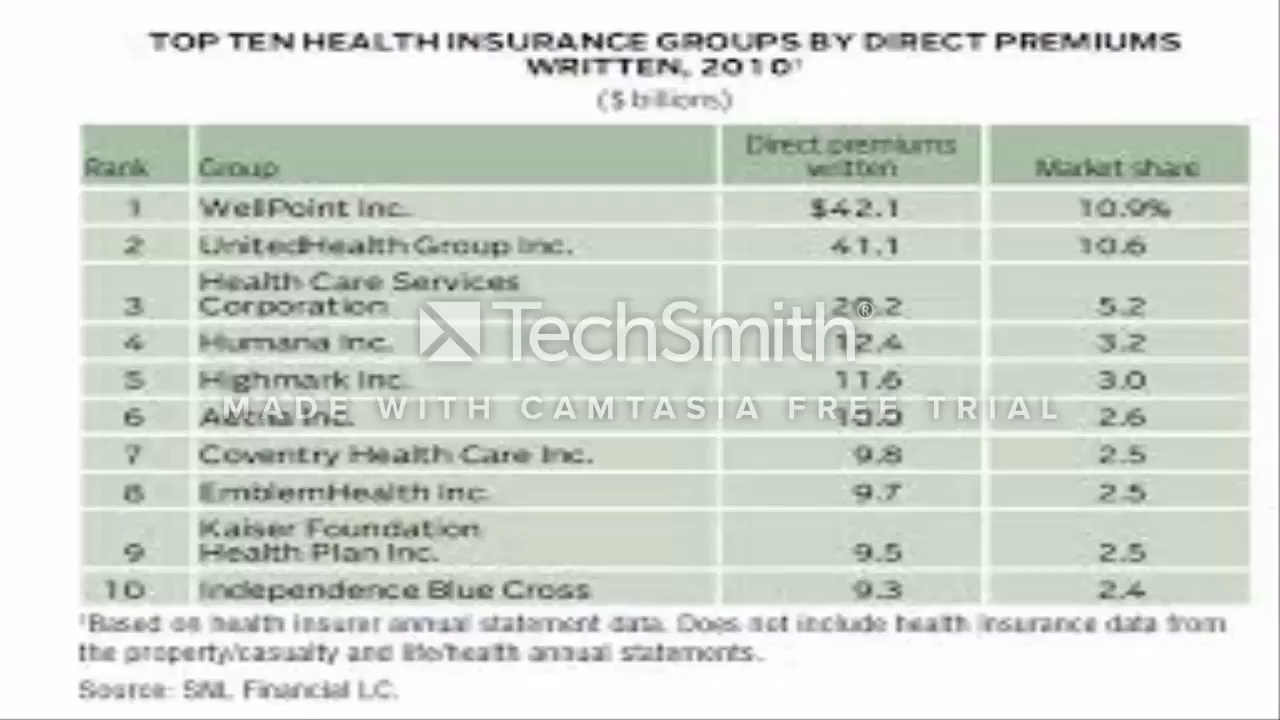 TOP TEN HEALTH INSURANCE GROUPS BY DIRECT PREMIUMS
WRITTEN, 2010¹
($ billions)
Rank Group Direct premiums written Market share
1 WellPoint Inc. $42.1 10.9%
2 UnitedHealth Group Inc. 41.1 10.6
Health Care Services
3 Corporation 5.2
TechSmith®
4 Humana Inc. 12.4 3.2
5 Highmark Inc. 11.6 3.0
MADE WITH CAMTASIA FREE TRIAL
6 Aetna Inc. 2.6
7 Coventry Health Care Inc. 9.8 2.5
8 EmblemHealth Inc. 9.7 2.5
Kaiser Foundation
9 Health Plan Inc. 9.5 2.5
10 Independence Blue Cross 9.3 2.4
¹Based on health insurer annual statement data. Does not include health insurance data from
the property/casualty and life/health annual statements.
Source: SNL Financial LC.